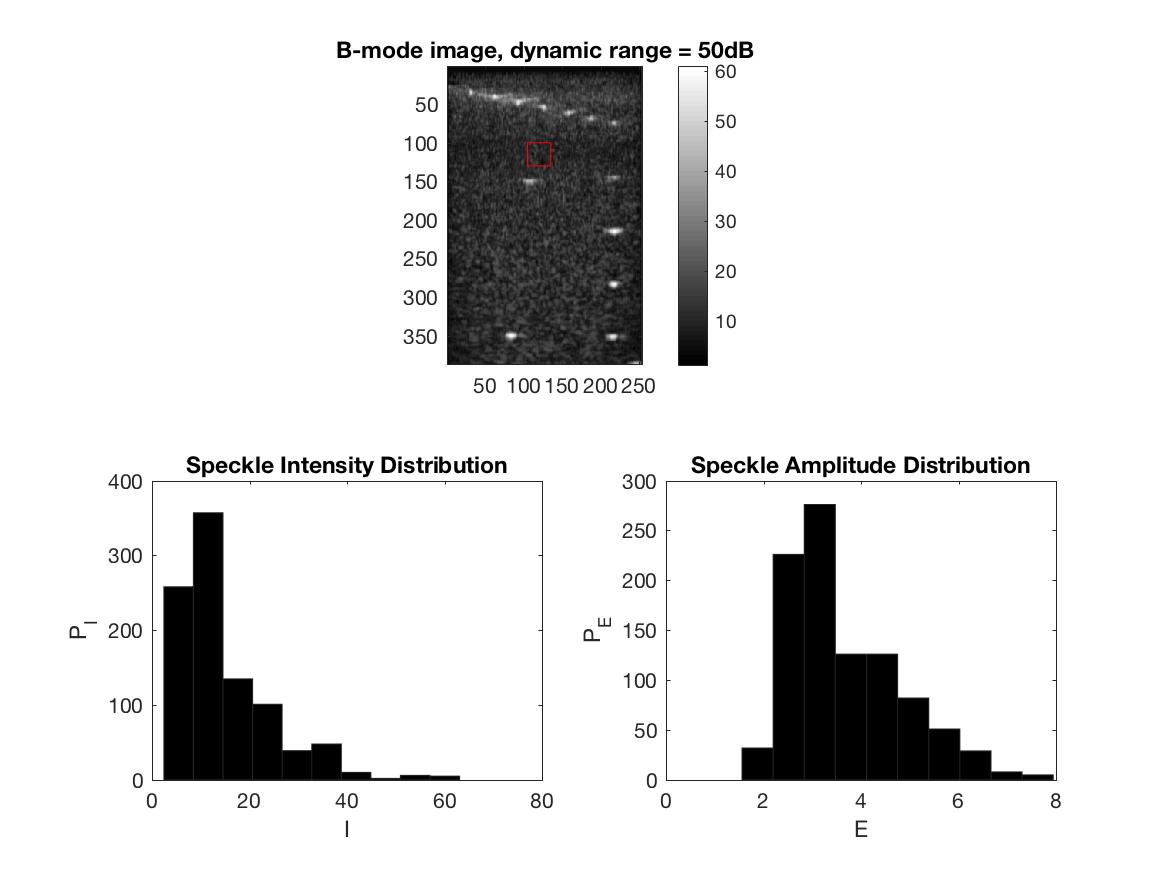 B-mode image, dynamic range = 50dB
50
100
150
200
250
300
350
50 100 150 200 250
60
50
40
30
20
10
Speckle Intensity Distribution
400
300
200
100
0
P_I
0 20 40 60 80
I
Speckle Amplitude Distribution
300
250
200
150
100
50
0
P_E
0 2 4 6 8
E